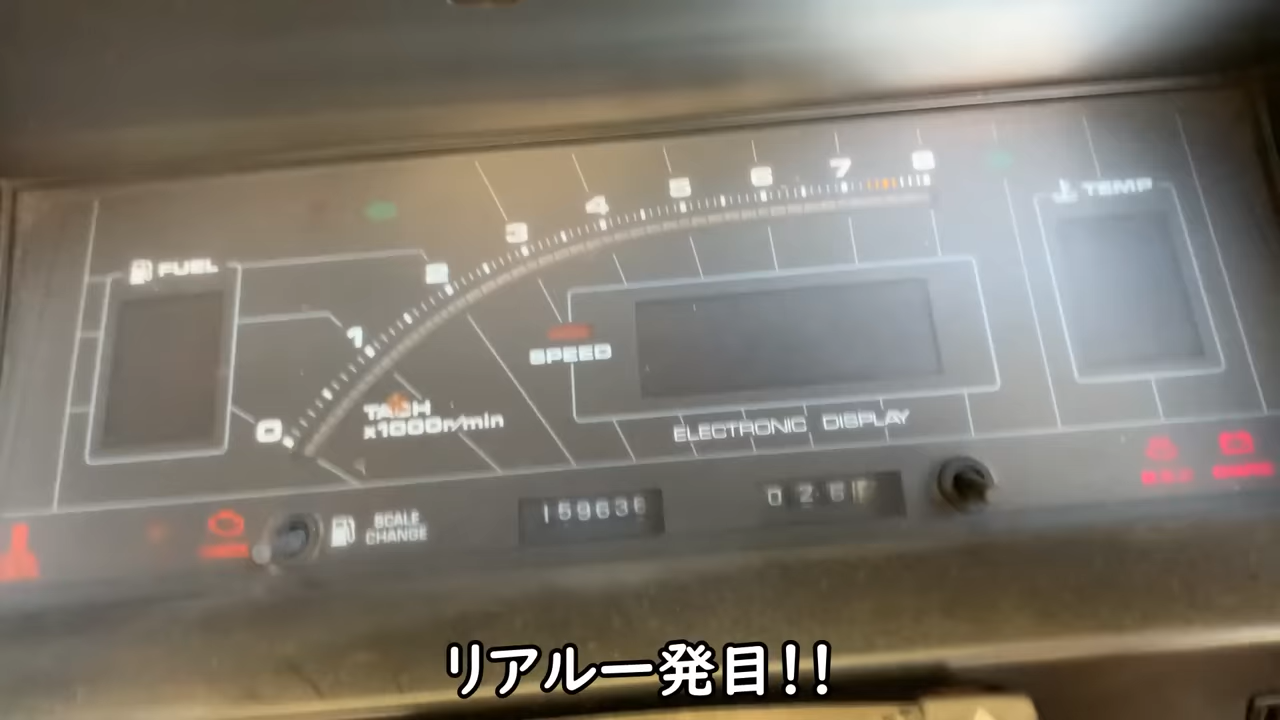 0
1
2
3
4
5
6
7
8
FUEL
TEMP
SPEED
TACH
x1000r/min
ELECTRONIC DISPLAY
SCALE
CHANGE
リアルー発目!!